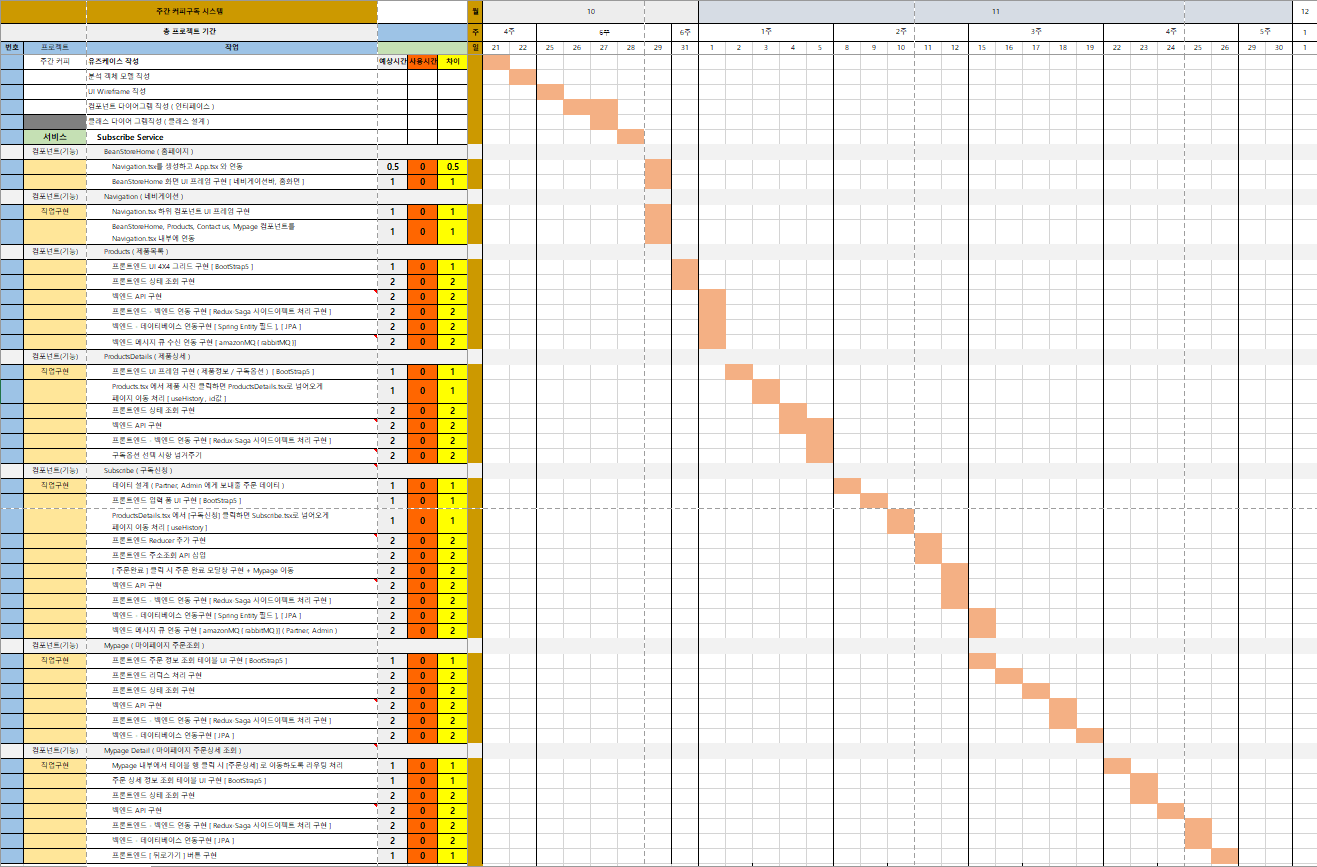 주간 커피구독 시스템 월 10 11 12
총 프로젝트 기간 주 4주 5주 6주 1주 2주 3주 4주 5주 1
번호 프로젝트 작업 일 21 22 25 26 27 28 29 31 1 2 3 4 5 8 9 10 11 12 15 16 17 18 19 22 23 24 25 26 29 30 1
주간 커피 유즈케이스 작성 예상시간 사용시간 차이
분석 객체 모델 작성
UI Wireframe 작성
컴포넌트 다이어그램 작성 ( 인터페이스 )
클래스 다이어 그램작성 ( 클래스 설계 )
서비스 Subscribe Service
컴포넌트(기능) BeanStoreHome ( 홈페이지 )
Navigation.tsx를 생성하고 App.tsx 와 연동 0.5 0 0.5
BeanStoreHome 화면 UI 프레임 구현 [ 네비게이션바, 홈화면 ] 1 0 1
컴포넌트(기능) Navigation ( 네비게이션 )
작업구현 Navigation.tsx 하위 컴포넌트 UI 프레임 구현 1 0 1
BeanStoreHome, Products, Contact us, Mypage 컴포넌트를
Navigation.tsx 내부에 연동 1 0 1
컴포넌트(기능) Products ( 제품목록 )
프론트엔드 UI 4X4 그리드 구현 [ BootStrap5 ] 1 0 1
프론트엔드 상태 조회 구현 2 0 2
백엔드 API 구현 2 0 2
프론트엔드 - 백엔드 연동 구현 [ Redux-Saga 사이드이펙트 처리 구현 ] 2 0 2
백엔드 - 데이터베이스 연동구현 [ Spring Entity 필드 ], [ JPA ] 2 0 2
백엔드 메시지 큐 수신 연동 구현 [ amazonMQ ( rabbitMQ )] 2 0 2
컴포넌트(기능) ProductsDetails ( 제품상세 )
작업구현 프론트엔드 UI 프레임 구현 ( 제품정보 / 구독옵션 ) [ BootStrap5 ] 1 0 1
Products.tsx 에서 제품 사진 클릭하면 ProductsDetails.tsx로 넘어오게
페이지 이동 처리 [ useHistory , id값 ] 1 0 1
프론트엔드 상태 조회 구현 2 0 2
백엔드 API 구현 2 0 2
프론트엔드 - 백엔드 연동 구현 [ Redux-Saga 사이드이펙트 처리 구현 ] 2 0 2
구독옵션 선택 사항 넘겨주기 2 0 2
컴포넌트(기능) Subscribe ( 구독신청 )
작업구현 데이터 설계 ( Partner, Admin 에게 보내줄 주문 데이터 ) 1 0 1
프론트엔드 입력 폼 UI 구현 [ BootStrap5 ] 1 0 1
ProductsDetails.tsx 에서 [구독신청] 클릭하면 Subscribe.tsx로 넘어오게
페이지 이동 처리 [ useHistory ] 1 0 1
프론트엔드 Reducer 추가 구현 2 0 2
프론트엔드 주소조회 API 삽입 2 0 2
[ 주문완료 ] 클릭 시 주문 완료 모달창 구현 + Mypage 이동 2 0 2
백엔드 API 구현 2 0 2
프론트엔드 - 백엔드 연동 구현 [ Redux-Saga 사이드이펙트 처리 구현 ] 2 0 2
백엔드 - 데이터베이스 연동구현 [ Spring Entity 필드 ], [ JPA ] 2 0 2
백엔드 메시지 큐 연동 구현 [ amazonMQ ( rabbitMQ )] ( Partner, Admin ) 2 0 2
컴포넌트(기능) Mypage ( 마이페이지 주문조회 )
작업구현 프론트엔드 주문 정보 조회 테이블 UI 구현 [ BootStrap5 ] 1 0 1
프론트엔드 리덕스 처리 구현 2 0 2
프론트엔드 상태 조회 구현 2 0 2
백엔드 API 구현 2 0 2
프론트엔드 - 백엔드 연동 구현 [ Redux-Saga 사이드이펙트 처리 구현 ] 2 0 2
백엔드 - 데이터베이스 연동구현 [ JPA ] 2 0 2
컴포넌트(기능) Mypage Detail ( 마이페이지 주문상세 조회 )
작업구현 Mypage 내부에서 테이블 행 클릭 시 [주문상세] 로 이동하도록 라우팅 처리 1 0 1
주문 상세 정보 조회 테이블 UI 구현 [ BootStrap5 ] 1 0 1
프론트엔드 상태 조회 구현 2 0 2
백엔드 API 구현 2 0 2
프론트엔드 - 백엔드 연동 구현 [ Redux-Saga 사이드이펙트 처리 구현 ] 2 0 2
백엔드 - 데이터베이스 연동구현 [ JPA ] 2 0 2
프론트엔드 [ 뒤로가기 ] 버튼 구현 1 0 1